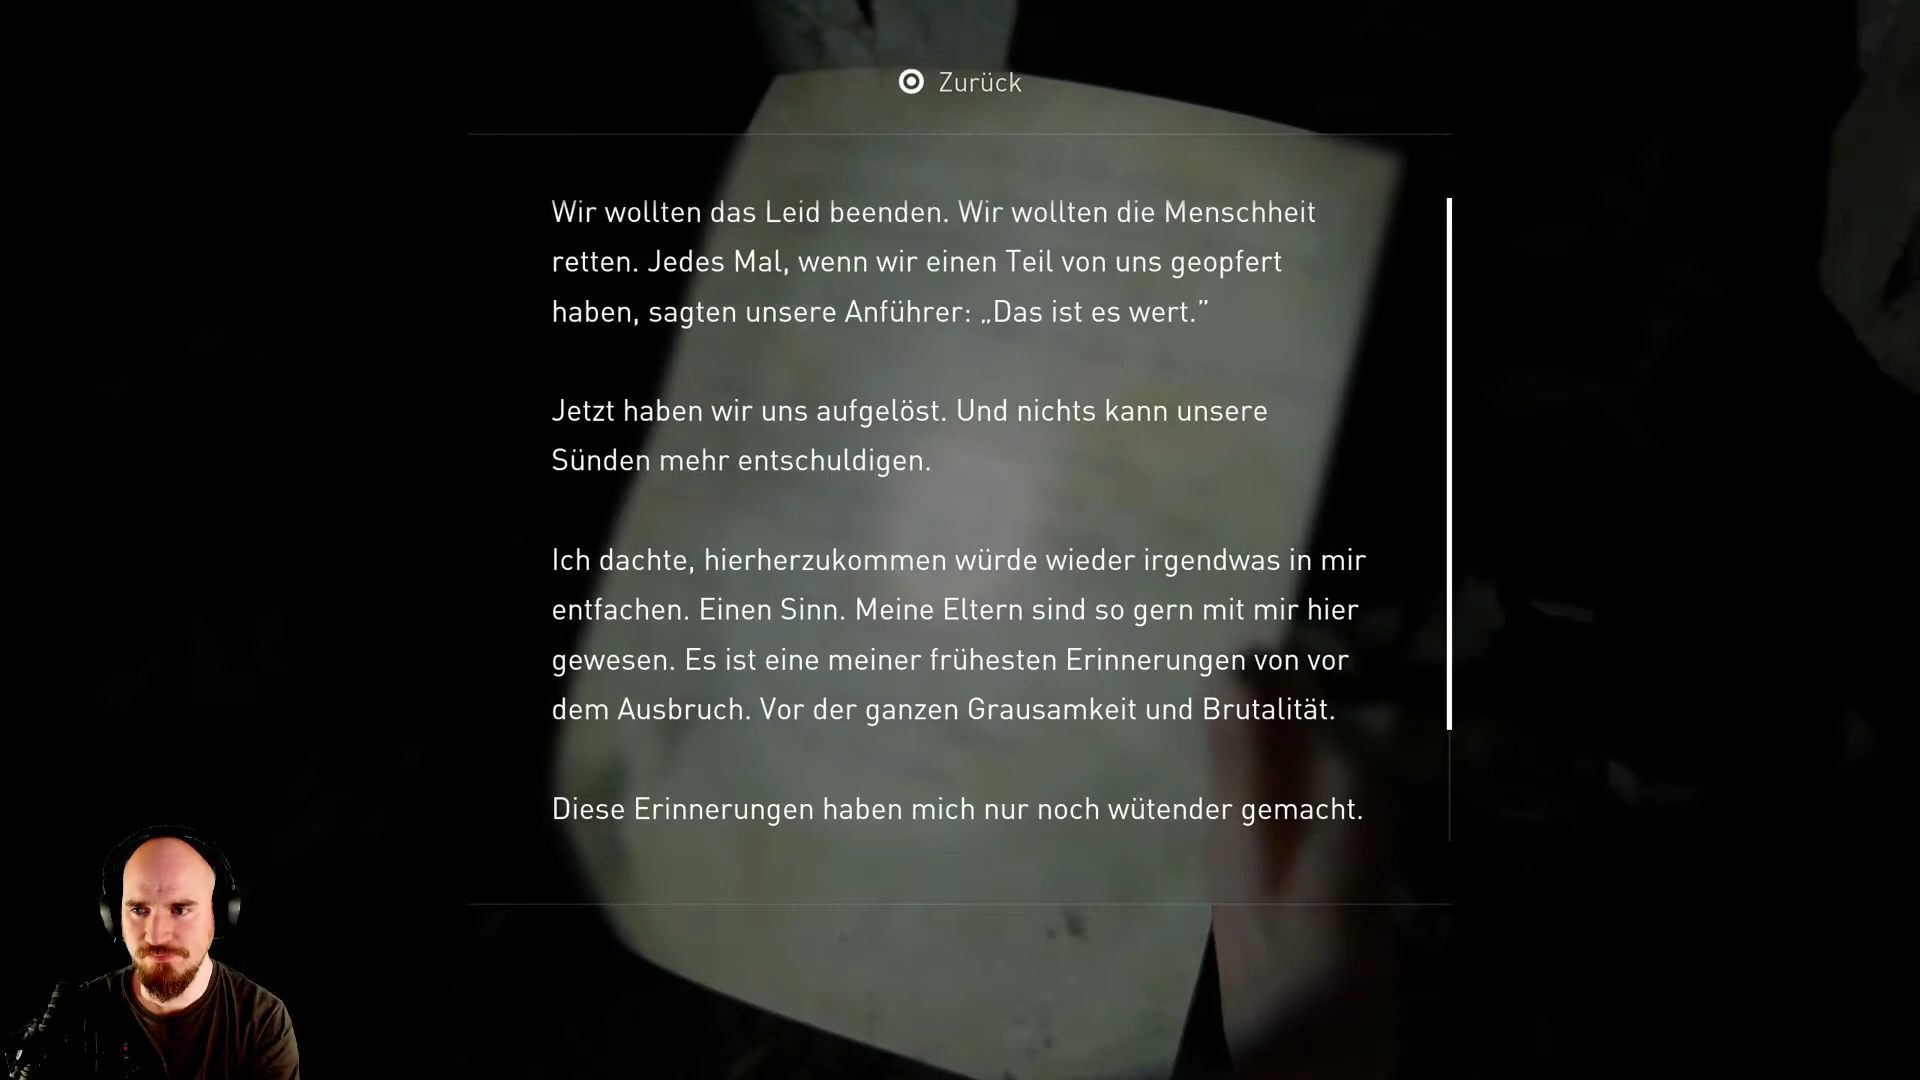 Zurück
Wir wollten das Leid beenden. Wir wollten die Menschheit
retten. Jedes Mal, wenn wir einen Teil von uns geopfert
haben, sagten unsere Anführer: „Das ist es wert.”
Jetzt haben wir uns aufgelöst. Und nichts kann unsere
Sünden mehr entschuldigen.
Ich dachte, hierherzukommen würde wieder irgendwas in mir
entfachen. Einen Sinn. Meine Eltern sind so gern mit mir hier
gewesen. Es ist eine meiner frühesten Erinnerungen von vor
dem Ausbruch. Vor der ganzen Grausamkeit und Brutalität.
Diese Erinnerungen haben mich nur noch wütender gemacht.